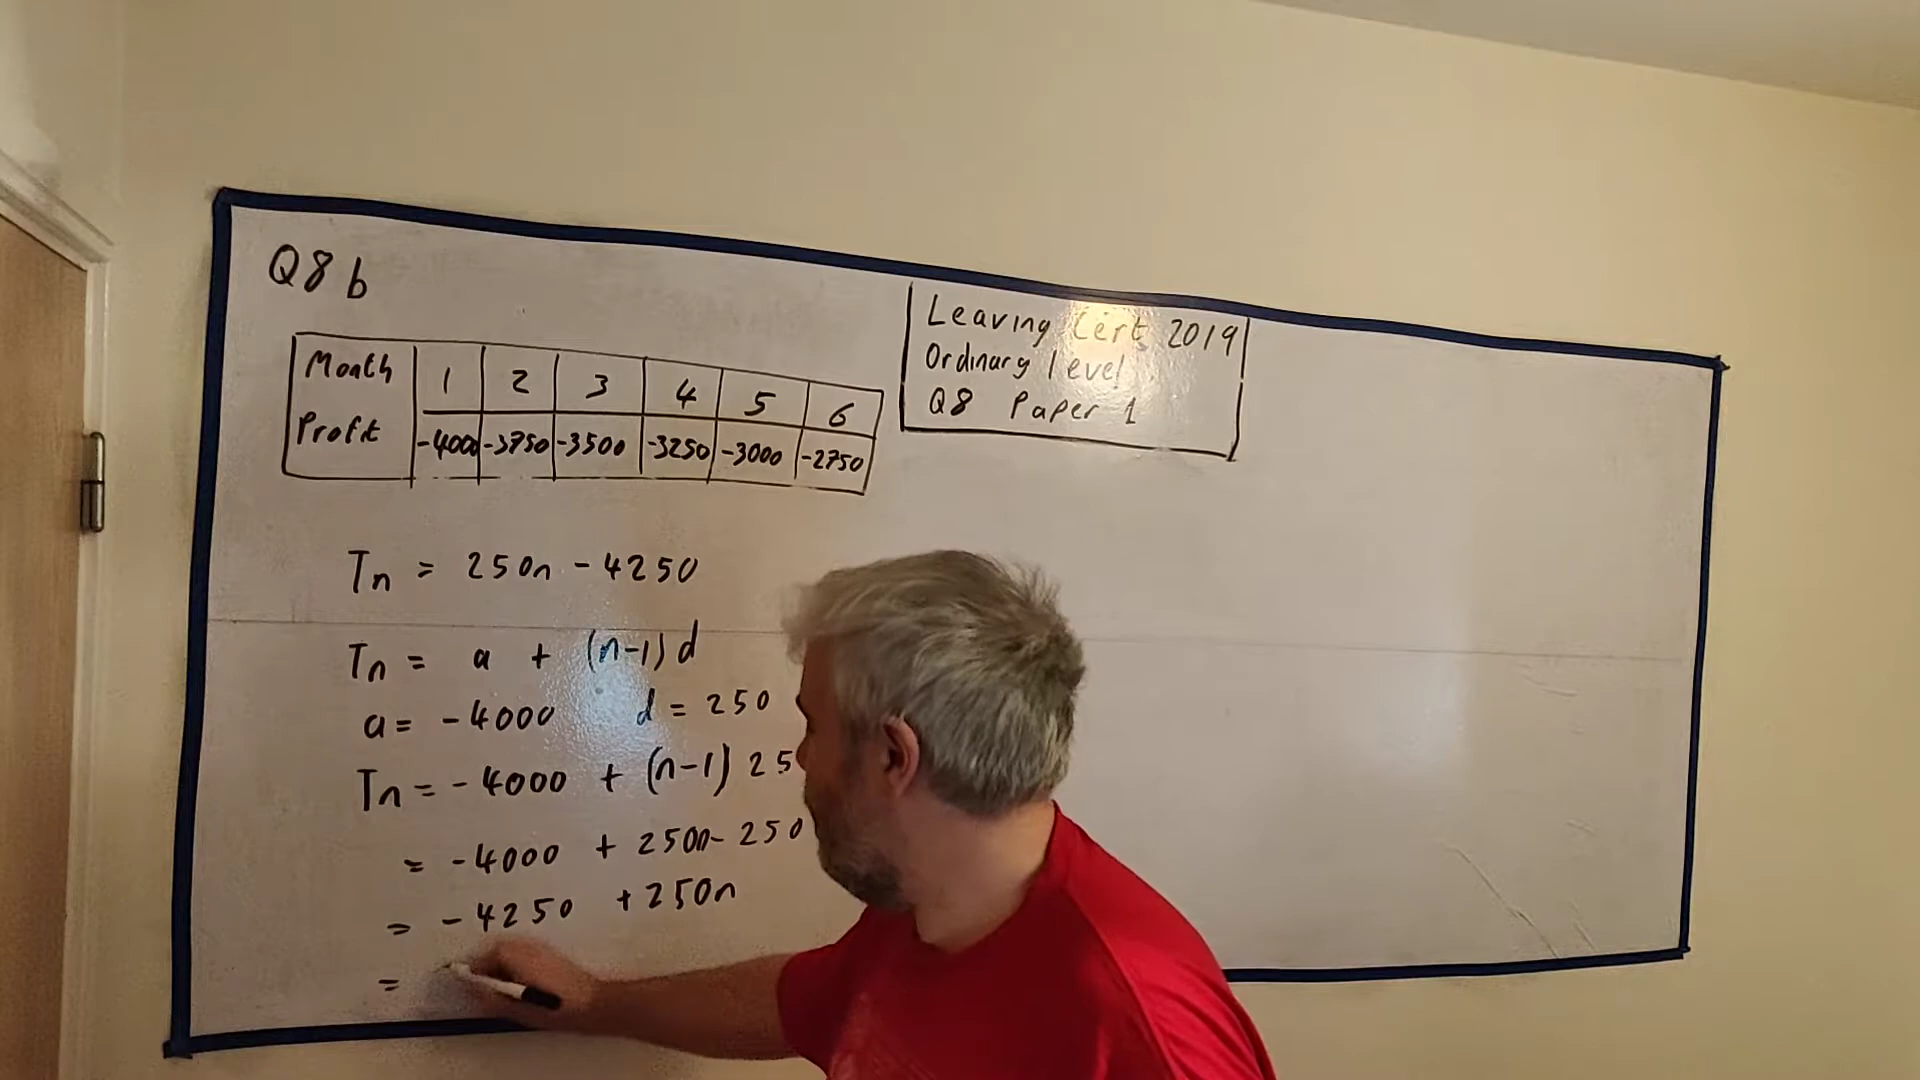 Q8 b
Leaving Cert 2019
Ordinary level
Q8 Paper 1
Month 1 2 3 4 5 6
Profit -4000 -3750 -3500 -3250 -3000 -2750
Tn = 250n - 4250
Tn = a + (n-1) d
a = -4000 d = 250
Tn = -4000 + (n-1) 25
= -4000 + 250n - 250
= -4250 + 250n
=